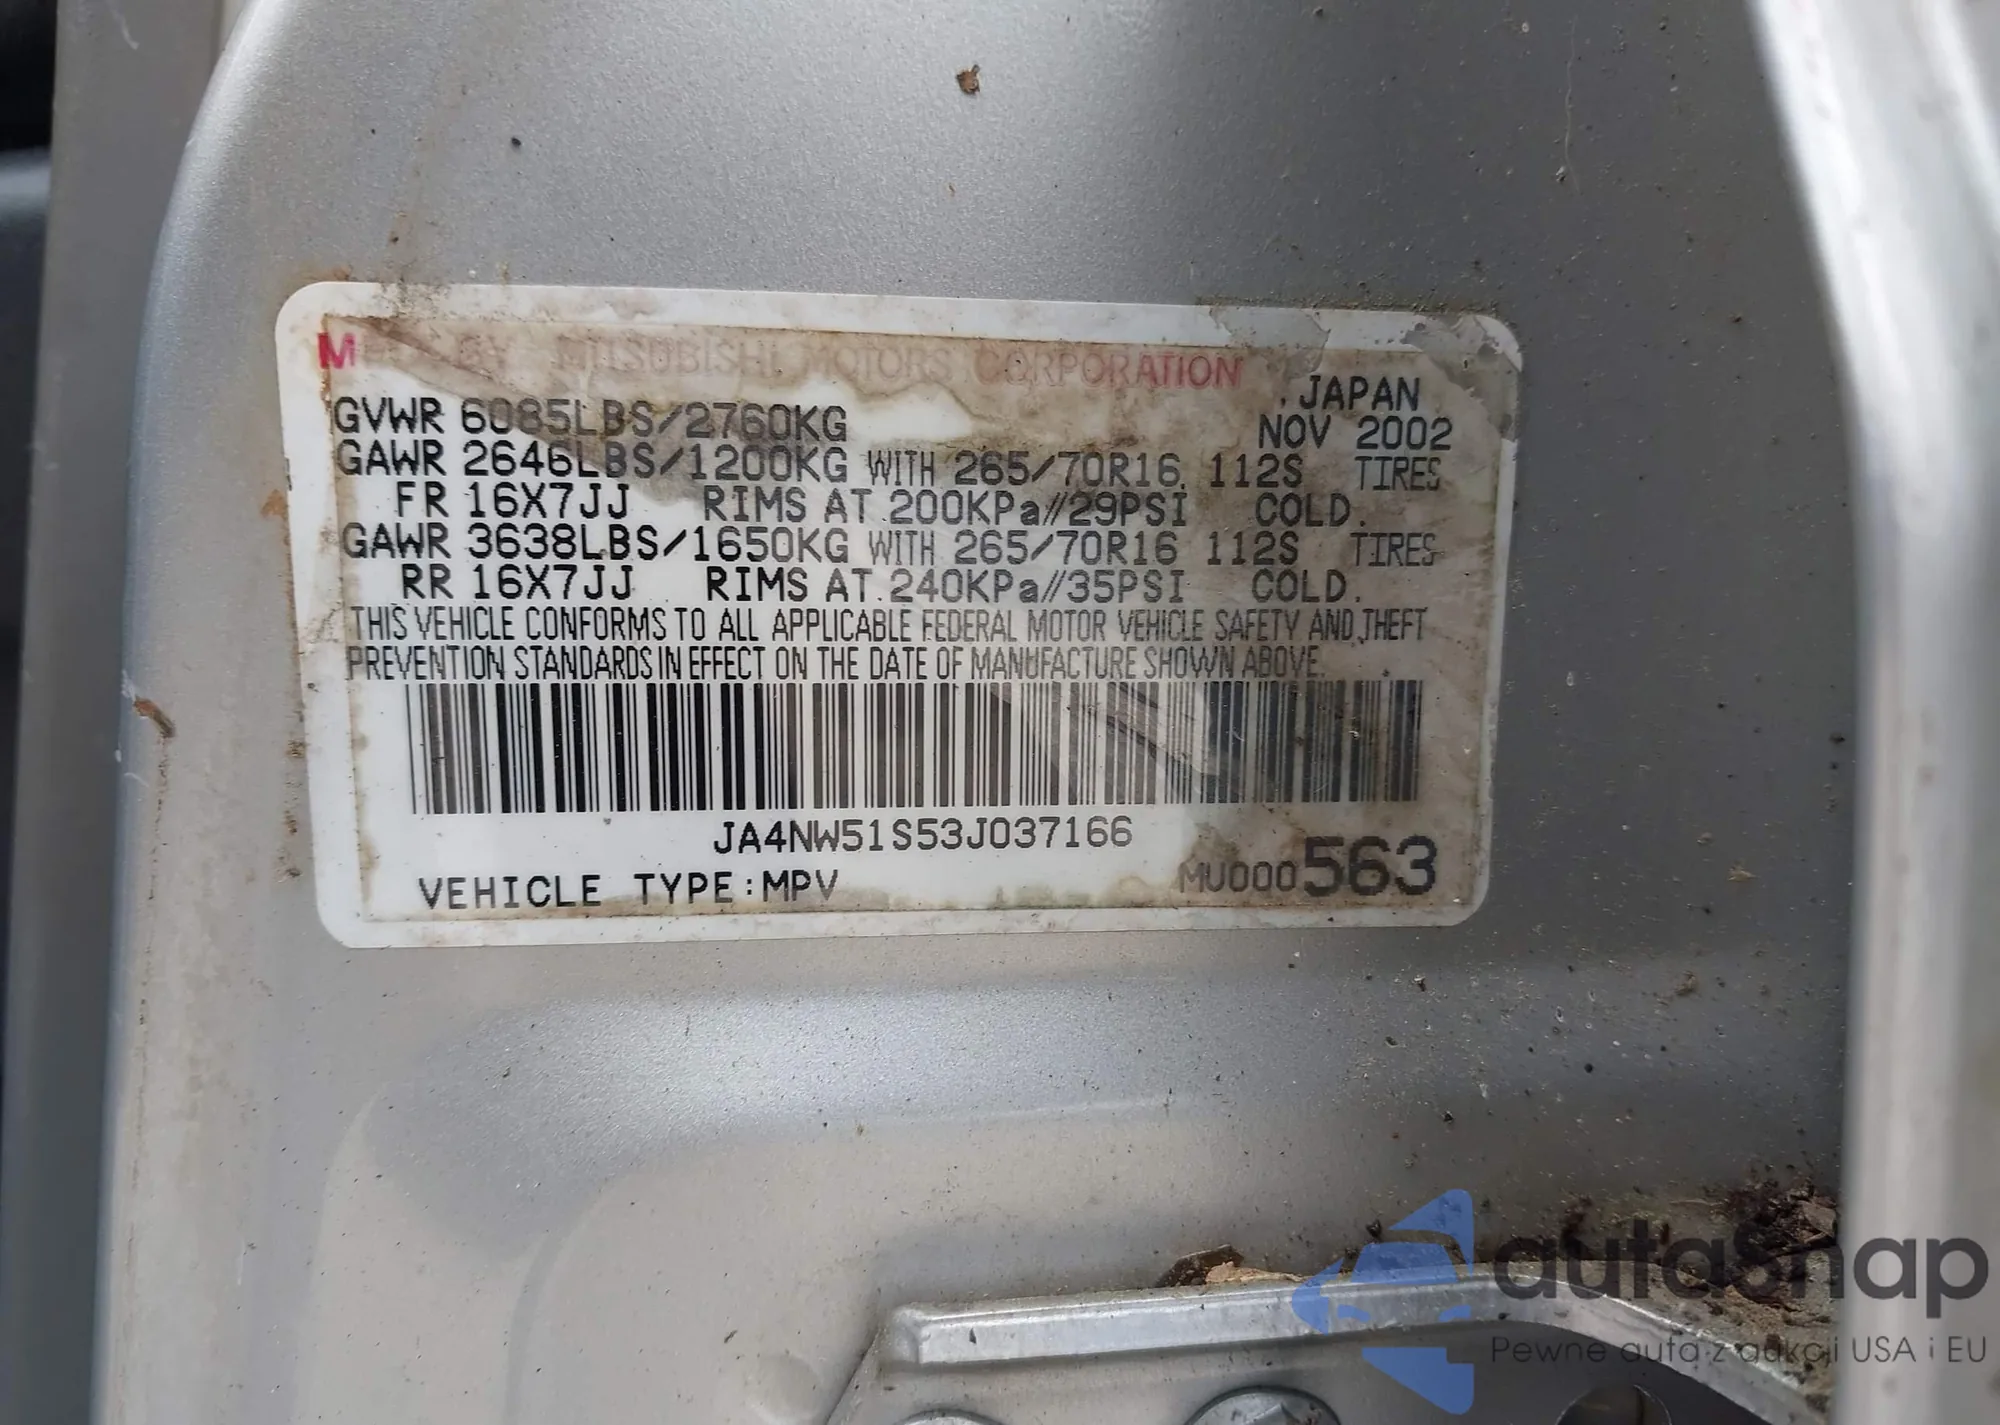 MFD. BY MITSUBISHI MOTORS CORPORATION
JAPAN
GVWR 6085LBS/2760KG NOV 2002
GAWR 2646LBS/1200KG WITH 265/70R16 112S TIRES
FR 16X7JJ RIMS AT 200KPa//29PSI COLD.
GAWR 3638LBS/1650KG WITH 265/70R16 112S TIRES
RR 16X7JJ RIMS AT 240KPa//35PSI COLD.
THIS VEHICLE CONFORMS TO ALL APPLICABLE FEDERAL MOTOR VEHICLE SAFETY AND THEFT
PREVENTION STANDARDS IN EFFECT ON THE DATE OF MANUFACTURE SHOWN ABOVE.
JA4NW51S53J037166
VEHICLE TYPE:MPV MU000563
autasnap
Pewne auta z aukcji USA i EU